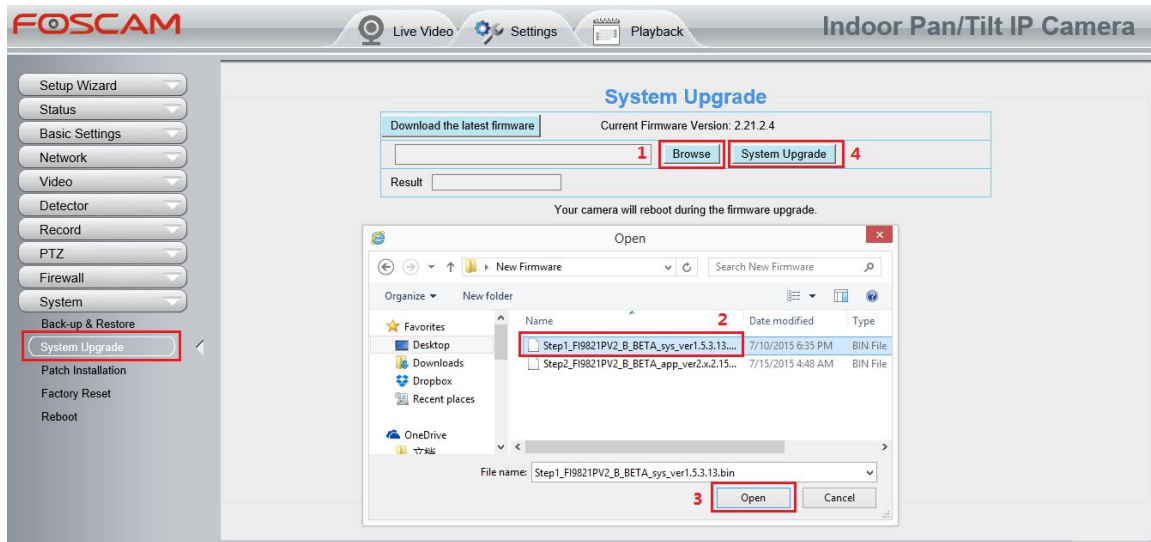 FOSCAM
Live Video
Settings
Playback
Indoor Pan/Tilt IP Camera
Setup Wizard
Status
Basic Settings
Network
Video
Detector
Record
PTZ
Firewall
System
Back-up & Restore
System Upgrade
Patch Installation
Factory Reset
Reboot
System Upgrade
Download the latest firmware
Current Firmware Version: 2.21.2.4
1 Browse System Upgrade 4
Result
Your camera will reboot during the firmware upgrade.
Open
New Firmware
Search New Firmware
Organize
New folder
Favorites
Desktop
Downloads
Dropbox
Recent places
OneDrive
文档
Name 2 Date modified Type
Step1_FI9821PV2_B_BETA_sys_ver1.5.3.13.... 7/10/2015 6:35 PM BIN File
Step2_FI9821PV2_B_BETA_app_ver2.x.2.15... 7/15/2015 4:48 AM BIN File
File name: Step1_FI9821PV2_B_BETA_sys_ver1.5.3.13.bin
3 Open Cancel